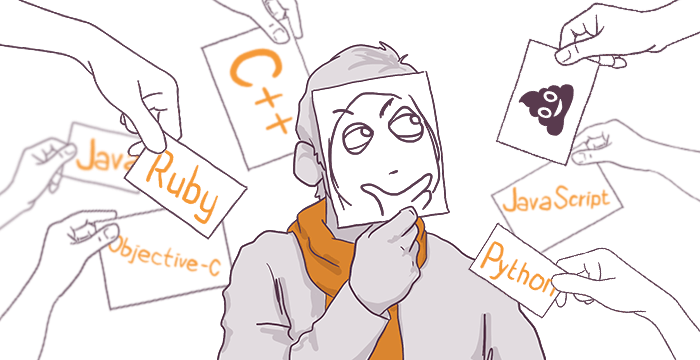 C++
Java
Ruby
Objective-C
JavaScript
Python